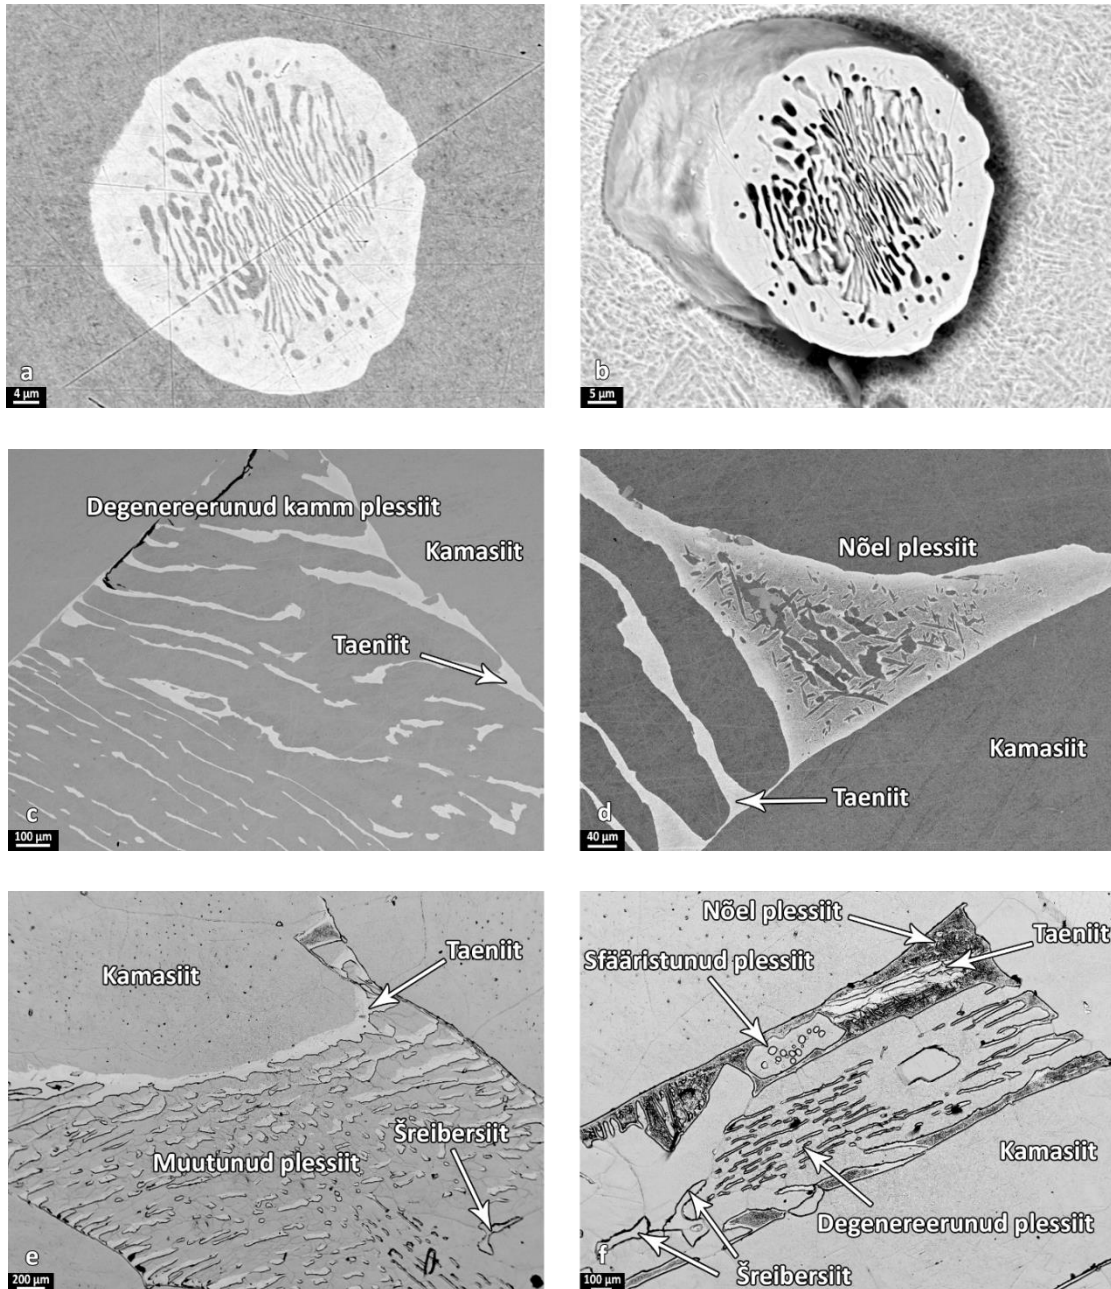 a
4 µm
b
5 µm
Degenereerunud kamm plessiit
Kamasiit
Taeniit
c
100 µm
Nõel plessiit
Kamasiit
Taeniit
d
40 µm
Taeniit
Kamasiit
Šreibersiit
Muutunud plessiit
e
200 µm
Nõel plessiit
Taeniit
Sfääristunud plessiit
Kamasiit
Degenereerunud plessiit
Šreibersiit
f
100 µm